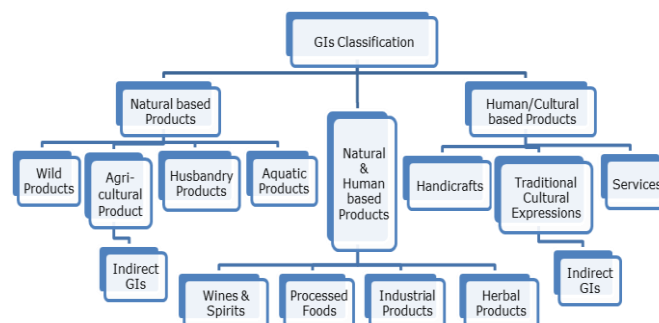 GIs Classification
Natural based
Products
Human/Cultural
based Products
Natural
&
Human
based
Products
Wild
Products
Agri-
cultural
Product
Husbandry
Products
Aquatic
Products
Handicrafts
Traditional
Cultural
Expressions
Services
Indirect
GIs
Indirect
GIs
Wines &
Spirits
Processed
Foods
Industrial
Products
Herbal
Products